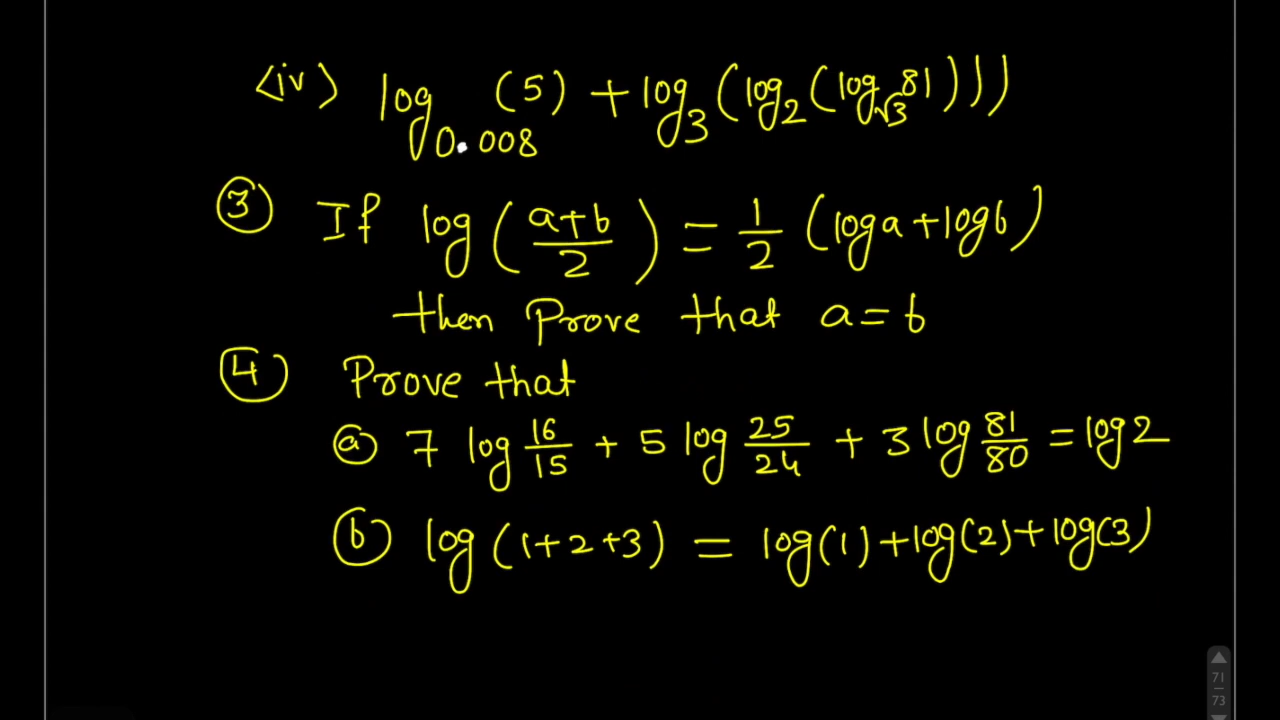 <iv> log_0.008 (5) + log_3 (log_2 (log_√3 81)))
③ If log (a+b/2) = 1/2 (log a + log b)
then Prove that a = b
④ Prove that
ⓐ 7 log 16/15 + 5 log 25/24 + 3 log 81/80 = log 2
ⓑ log (1+2+3) = log(1) + log(2) + log(3)
71
73